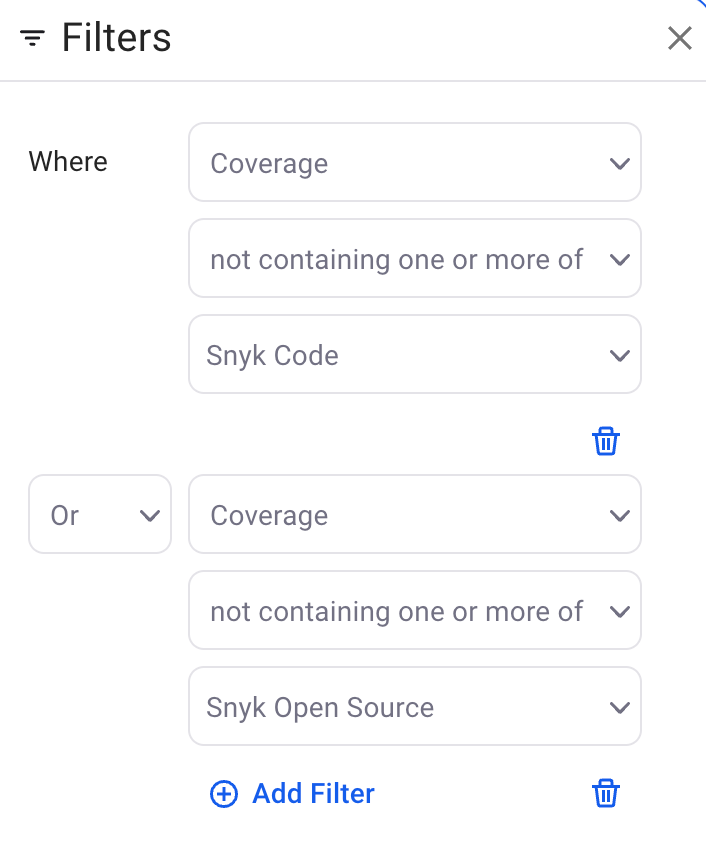 Filters
Where
Coverage
not containing one or more of
Snyk Code
Or
Coverage
not containing one or more of
Snyk Open Source
Add Filter